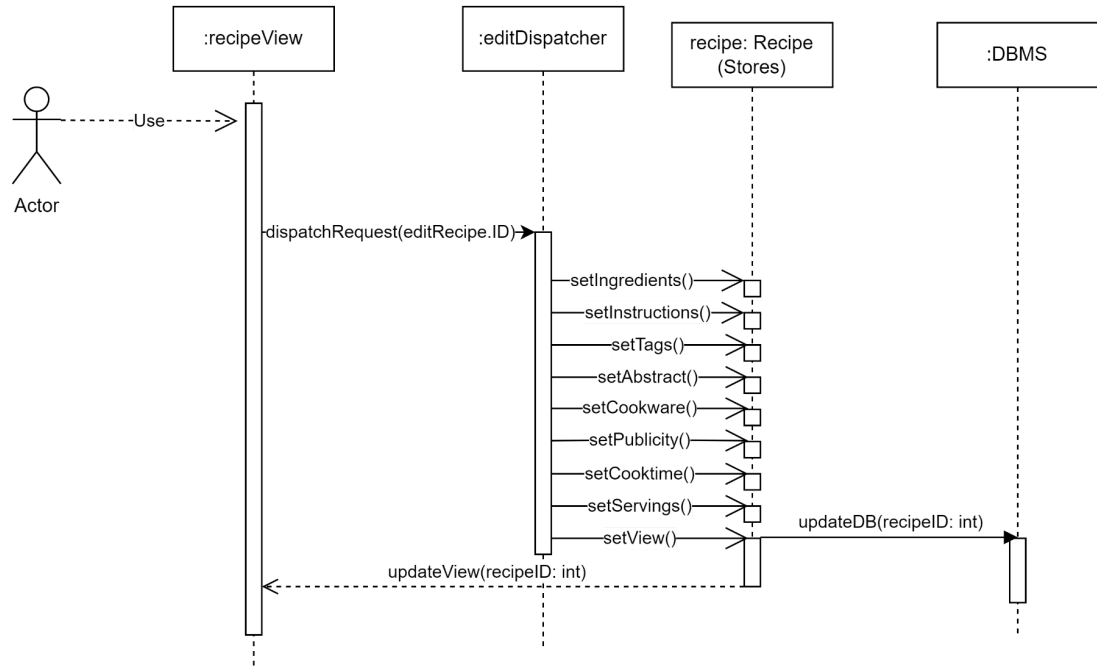 :recipeView
:editDispatcher
recipe: Recipe
(Stores)
:DBMS
Use
Actor
dispatchRequest(editRecipe.ID)
setIngredients()
setInstructions()
setTags()
setAbstract()
setCookware()
setPublicity()
setCooktime()
setServings()
updateDB(recipeID: int)
setView()
updateView(recipeID: int)